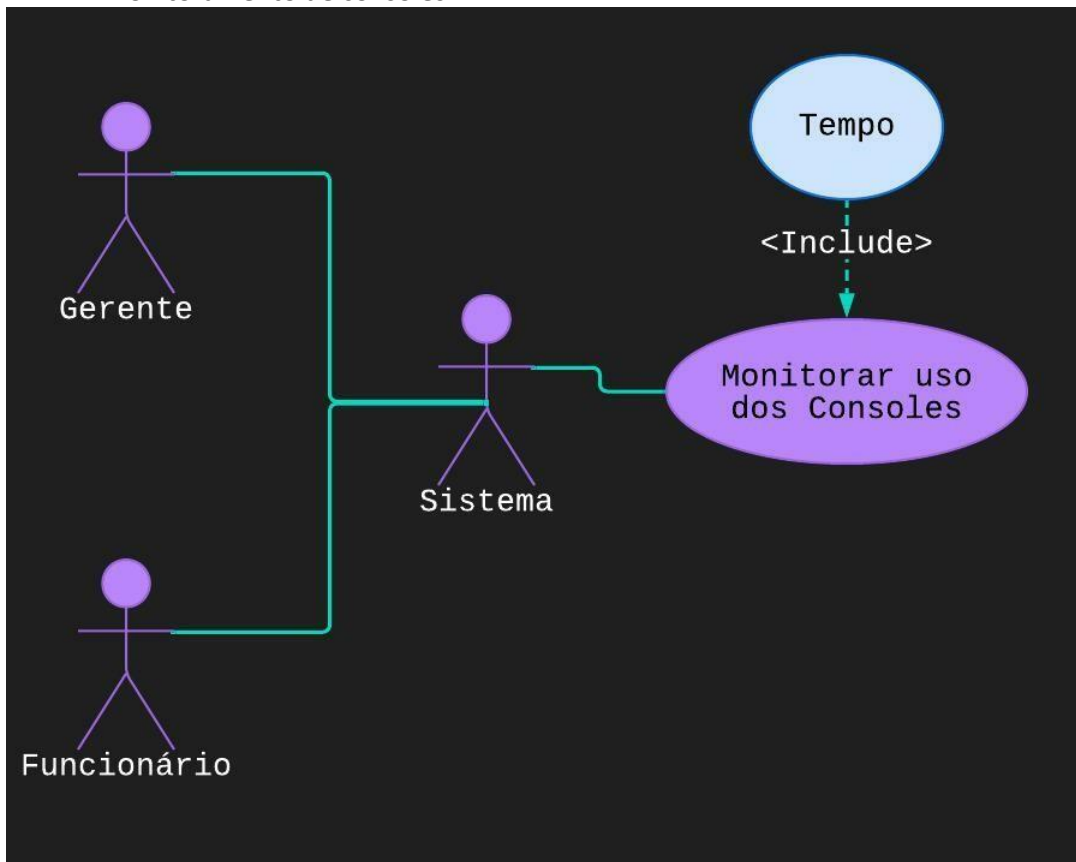 Tempo
<Include>
Gerente
Monitorar uso
dos Consoles
Sistema
Funcionário